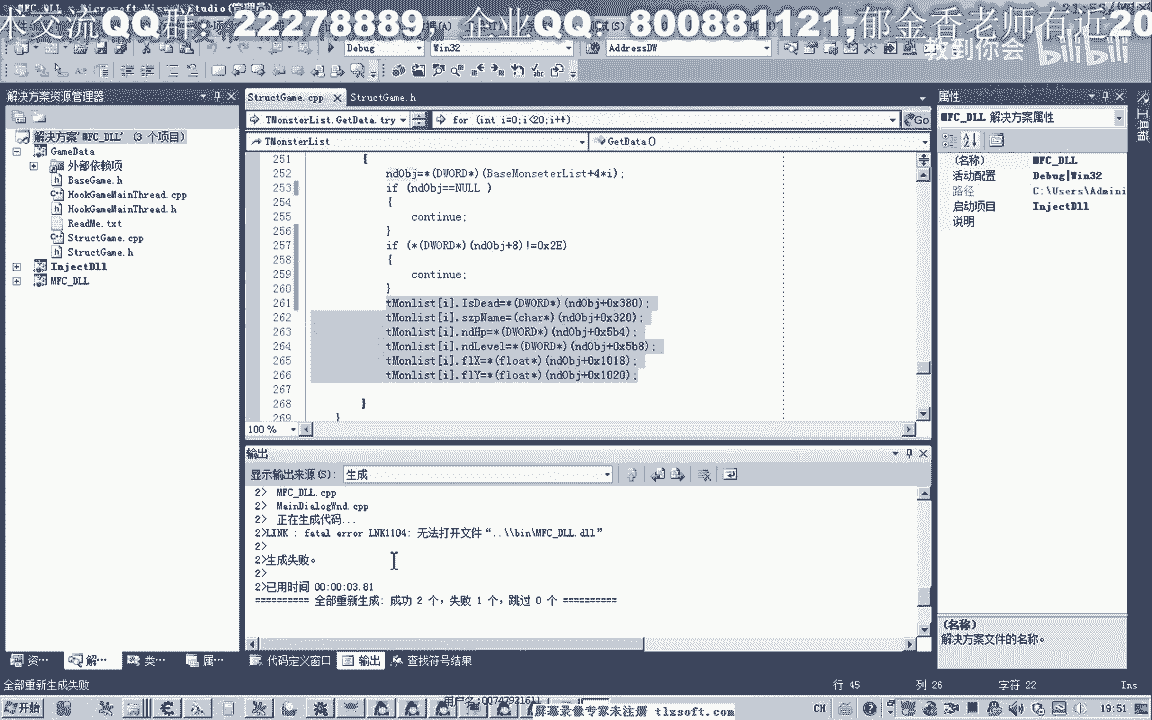 术交流QQ群：22278889，企业QQ：800881121;郁金香老师有近20
教到你会 bilibili
Debug Win32 AddressDW
解决方案资源管理器
StructGame.cpp StructGame.h
属性
工具箱
TMonsterList.GetData.try for (int i=0;i<20;i++) Go
MFC_DLL 解决方案属性
解决方案'MFC_DLL' (3 个项目)
TMonsterList GetData()
GameData
外部依赖项
BaseGame.h
HookGameMainThread.cpp
HookGameMainThread.h
ReadMe.txt
StructGame.cpp
StructGame.h
InjectDll
MFC_DLL
(名称) MFC_DLL
活动配置 Debug|Win32
路径 C:\Users\Admini
启动项目 InjectDll
说明
251 {
252 ndObj=*(DWORD*)(BaseMonseterList+4*i);
253 if (ndObj==NULL )
254 {
255 continue;
256 }
257 if (*(DWORD*)(ndObj+8)!=0x2E)
258 {
259 continue;
260 }
261 tMonlist[i].IsDead=*(DWORD*)(ndObj+0x380);
262 tMonlist[i].szpName=(char*)(ndObj+0x320);
263 tMonlist[i].ndHp=*(DWORD*)(ndObj+0x5b4);
264 tMonlist[i].ndLevel=*(DWORD*)(ndObj+0x5b8);
265 tMonlist[i].flX=*(float*)(ndObj+0x1018);
266 tMonlist[i].flY=*(float*)(ndObj+0x1020);
267
268 }
269 }
100 %
输出
显示输出来源(S): 生成
2> MFC_DLL.cpp
2> MainDialogWnd.cpp
2> 正在生成代码...
2>LINK : fatal error LNK1104: 无法打开文件“..\\bin\MFC_DLL.dll”
2>
2>生成失败。
2>
2>已用时间 00:00:03.81
========== 全部重新生成: 成功 2 个，失败 1 个，跳过 0 个 ==========
(名称)
解决方案文件的名称。
资… 解… 类… 属…
代码定义窗口 输出 查找符号结果
全部重新生成失败 行 45 列 26 字符 22 Ins
开始
屏幕录像专家未注册 tlxsoft.com
CH 19:51